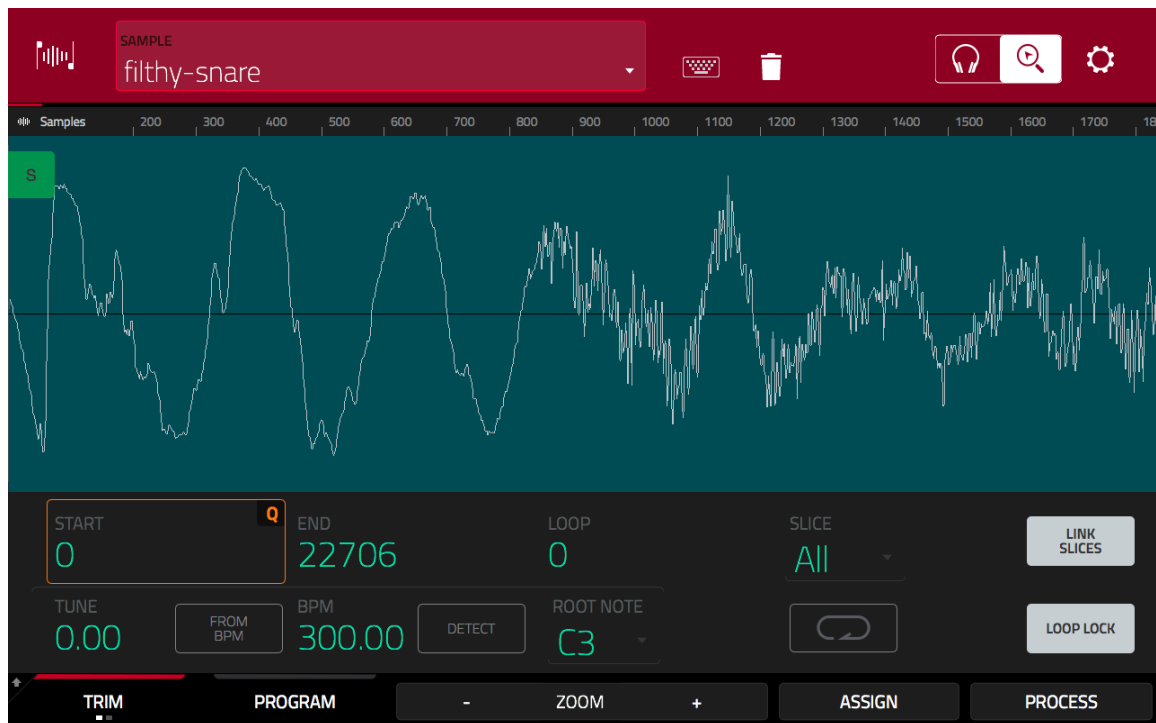 SAMPLE
filthy-snare
Samples 200 300 400 500 600 700 800 900 1000 1100 1200 1300 1400 1500 1600 1700 18
S
START Q END LOOP SLICE LINK SLICES
0 22706 0 All
TUNE FROM BPM BPM DETECT ROOT NOTE LOOP LOCK
0.00 300.00 C3
TRIM PROGRAM - ZOOM + ASSIGN PROCESS